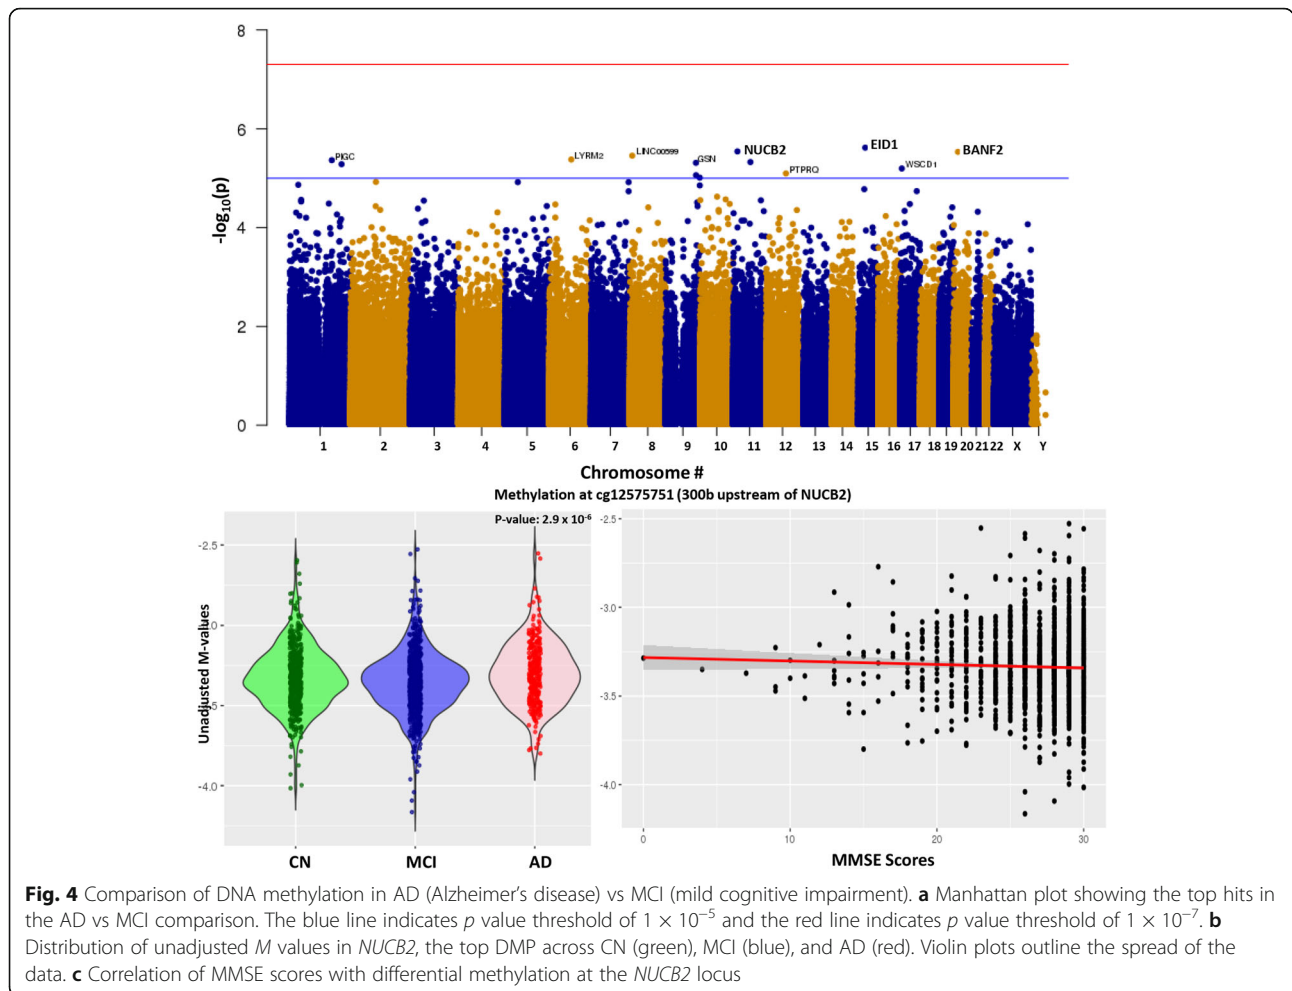 8
6
4
2
0
-log10(p)
PIGC
LYRM2
LINC00599
GSN
NUCB2
PTPRQ
EID1
WSCD1
BANF2
1 2 3 4 5 6 7 8 9 10 11 12 13 14 15 16 17 18 19 20 21 22 X Y
Chromosome #
Methylation at cg12575751 (300b upstream of NUCB2)
P-value: 2.9 x 10-6
Unadjusted M-values
-2.5
-3.0
-3.5
-4.0
CN MCI AD
-2.5
-3.0
-3.5
-4.0
0 10 20 30
MMSE Scores
Fig. 4 Comparison of DNA methylation in AD (Alzheimer's disease) vs MCI (mild cognitive impairment). a Manhattan plot showing the top hits in
the AD vs MCI comparison. The blue line indicates p value threshold of 1 × 10−5 and the red line indicates p value threshold of 1 × 10−7. b
Distribution of unadjusted M values in NUCB2, the top DMP across CN (green), MCI (blue), and AD (red). Violin plots outline the spread of the
data. c Correlation of MMSE scores with differential methylation at the NUCB2 locus